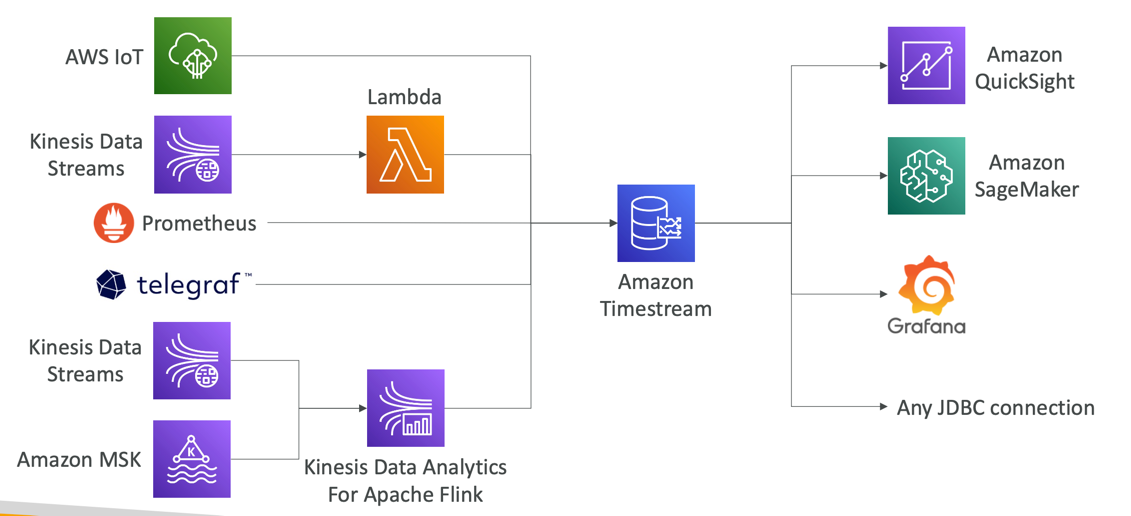 AWS IoT
Lambda
Kinesis Data
Streams
Prometheus
telegraf™
Kinesis Data
Streams
Amazon MSK
K
Kinesis Data Analytics
For Apache Flink
Amazon
Timestream
Amazon
QuickSight
Amazon
SageMaker
Grafana
Any JDBC connection